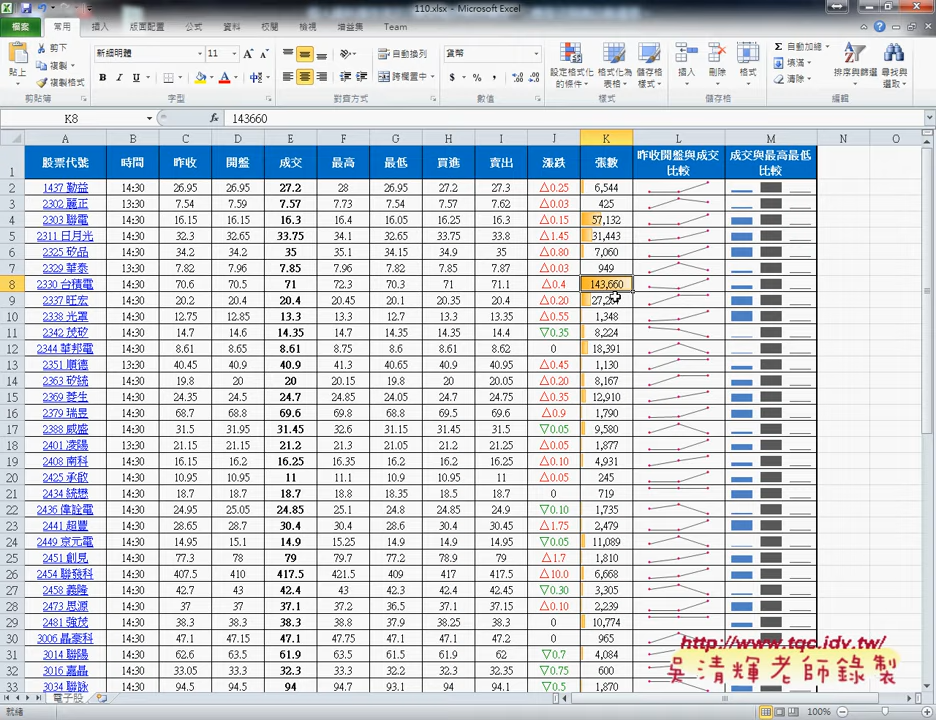 110.xlsx - Microsoft Excel
檔案 常用 插入 版面配置 公式 資料 校閱 檢視 增益集 Team
貼上 剪下 複製 複製格式 新細明體 11 自動換列 跨欄置中 貨幣 設定格式化的條件 格式化為表格 儲存格樣式 插入 刪除 格式 自動加總 填滿 清除 排序與篩選 尋找與選取
剪貼簿 字型 對齊方式 數值 樣式 儲存格 編輯
K8 fx 143660
A B C D E F G H I J K L M N O
1 股票代號 時間 昨收 開盤 成交 最高 最低 買進 賣出 漲跌 張數 昨收開盤與成交比較 成交與最高最低比較
2 1437 勤益 14:30 26.95 26.95 27.2 28 26.95 27.2 27.3 △0.25 6,544
3 2302 麗正 13:30 7.54 7.59 7.57 7.73 7.54 7.57 7.62 △0.03 425
4 2303 聯電 14:30 16.15 16.15 16.3 16.4 16.05 16.25 16.3 △0.15 57,132
5 2311 日月光 14:30 32.3 32.65 33.75 34.1 32.65 33.75 33.8 △1.45 31,443
6 2325 矽品 14:30 34.2 34.35 35 35 34.2 34.9 35 △0.80 7,060
7 2329 華泰 14:30 7.82 7.96 7.85 7.96 7.82 7.85 7.87 △0.03 949
8 2330 台積電 14:30 70.6 70.5 71 72.3 70.3 71 71.1 △0.4 143,660
9 2337 旺宏 14:30 20.2 20.2 20.4 20.45 20.1 20.35 20.4 △0.20
10 2338 光罩 14:30 12.75 12.85 13.3 13.3 12.7 13.3 13.35 △0.55 1,348
11 2342 茂矽 14:30 14.7 14.7 14.35 14.7 14.35 14.35 14.4 ▽0.35 8,224
12 2344 華邦電 14:30 8.61 8.65 8.61 8.75 8.6 8.61 8.62 0 18,391
13 2351 順德 14:30 40.45 40.9 40.9 41.3 40.65 40.9 40.95 △0.45 1,130
14 2363 矽統 14:30 19.8 20 20 20.15 19.8 20 20.05 △0.20 8,167
15 2369 菱生 14:30 24.35 24.5 24.7 24.85 24.05 24.7 24.75 △0.35 12,910
16 2379 瑞昱 14:30 68.7 68.8 69.6 69.8 68.5 69.5 69.6 △0.9 1,790
17 2388 威盛 14:30 31.5 31.95 31.45 32.6 31.15 31.45 31.5 ▽0.05 9,580
18 2401 凌陽 14:30 21.15 21.15 21.2 21.3 21 21.2 21.25 △0.05 1,877
19 2408 南科 14:30 16.15 16.2 16.25 16.35 15.9 16.2 16.25 △0.10 4,931
20 2425 承啟 14:30 10.95 10.95 11 11.1 10.9 10.95 11 △0.05 245
21 2434 統懋 14:30 18.7 18.7 18.7 18.8 18.35 18.5 18.7 0 719
22 2436 偉詮電 14:30 24.95 25.05 24.85 25.1 24.8 24.85 24.9 ▽0.10 1,735
23 2441 超豐 14:30 28.65 28.7 30.4 30.4 28.6 30.4 30.45 △1.75 2,479
24 2449 京元電 14:30 14.95 15.1 14.9 15.25 14.9 14.9 14.95 ▽0.05 11,089
25 2451 創見 14:30 77.3 78 79 79.7 77.2 78.9 79 △1.7 1,810
26 2454 聯發科 14:30 407.5 410 417.5 421.5 409 417 417.5 △10.0 6,668
27 2458 義隆 14:30 42.7 43 42.4 43 42.3 42.4 42.45 ▽0.30 3,305
28 2473 思源 14:30 37 37 37.1 37.2 36.5 37.1 37.15 △0.10 2,239
29 2481 強茂 14:30 38.3 38.8 38.3 38.8 37.9 38.3 38.35 0 10,774
30 3006 晶豪科 14:30 47.1 47.15 47.1 47.75 47.1 47.15 47.2 0 965
31 3014 聯陽 14:30 62.6 63.5 61.9 63.8 61.7 61.9 62 ▽0.7 4,084
32 3016 嘉晶 14:30 33.05 33.3 32.3 33.3 32.2 32.3 32.35 ▽0.75 600
33 3034 聯詠 14:30 94.5 94.5 94 94.7 93.1 94 94.1 ▽0.5 1,870
http://www.tqc.idv.tw/
吳清輝老師錄製
電子股
就緒 100%